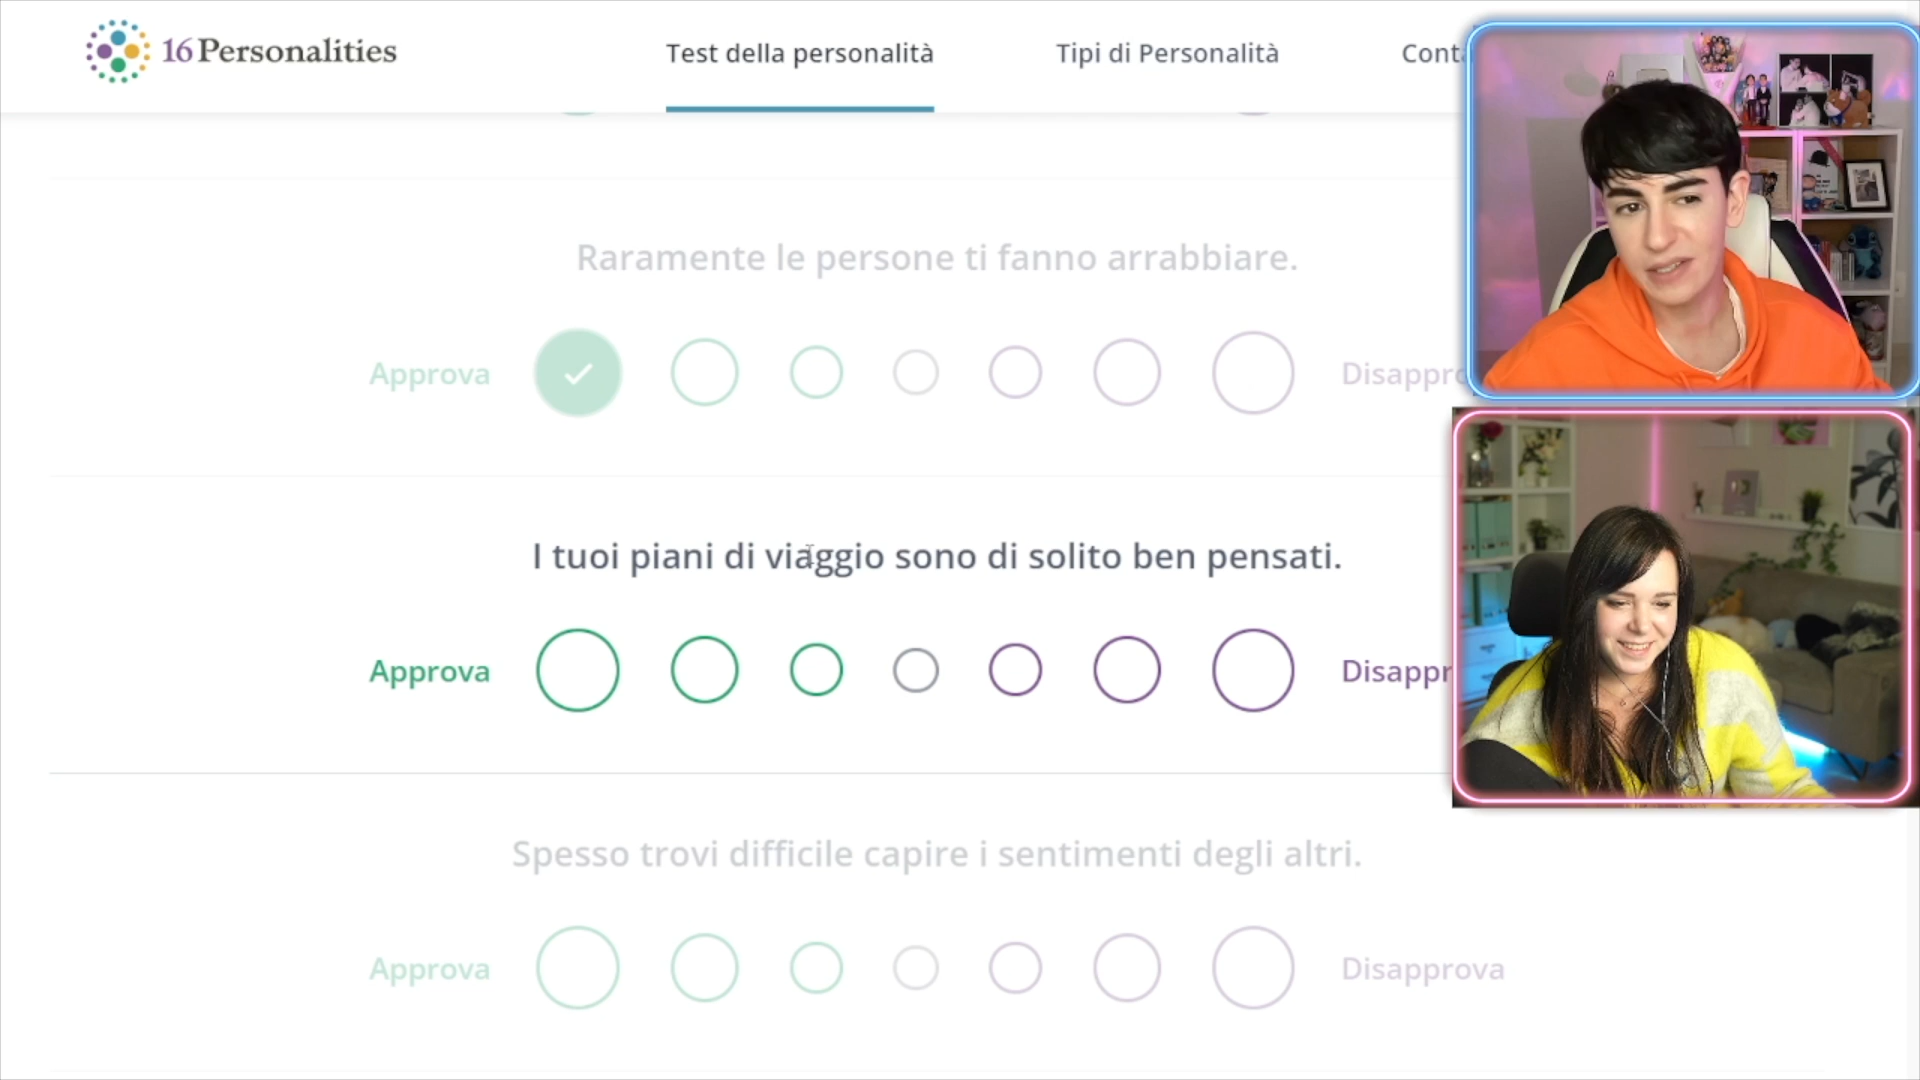 16Personalities
Test della personalità
Tipi di Personalità
Conta
Raramente le persone ti fanno arrabbiare.
Approva
Disappro
I tuoi piani di viaggio sono di solito ben pensati.
Approva
Disappr
Spesso trovi difficile capire i sentimenti degli altri.
Approva
Disapprova